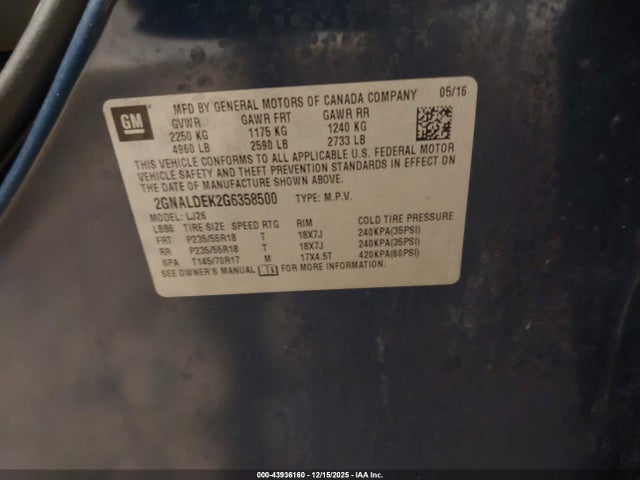 GM
MFD BY GENERAL MOTORS OF CANADA COMPANY 05/16
GVWR GAWR FRT GAWR RR
2250 KG 1175 KG 1240 KG
4960 LB 2590 LB 2733 LB
THIS VEHICLE CONFORMS TO ALL APPLICABLE U.S. FEDERAL MOTOR
VEHICLE SAFETY AND THEFT PREVENTION STANDARDS IN EFFECT ON
THE DATE OF MANUFACTURE SHOWN ABOVE.
2GNALDEK2G6358500 TYPE: M.P.V.
MODEL: LJ26
LBB6 TIRE SIZE SPEED RTG RIM COLD TIRE PRESSURE
FRT P235/55R18 T 18X7J 240KPA(35PSI)
RR P235/55R18 T 18X7J 240KPA(35PSI)
SPA T145/70R17 M 17X4.5T 420KPA(60PSI)
SEE OWNER'S MANUAL FOR MORE INFORMATION.
000-43936160 — 12/15/2025 — IAA Inc.